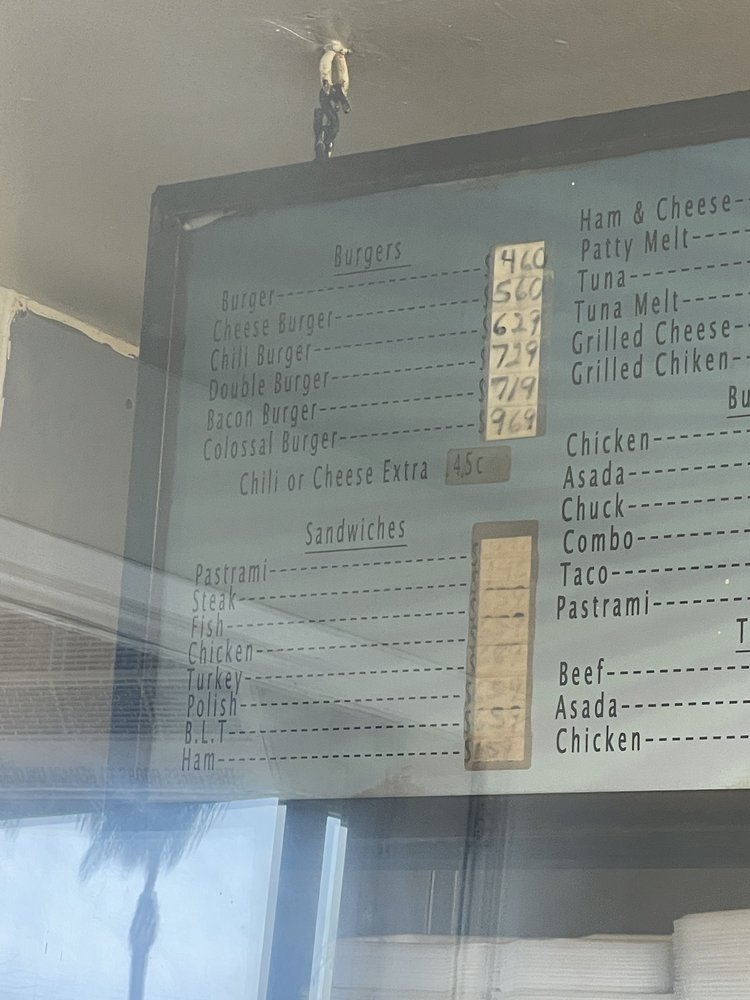 Burgers
Burger-------------------- $ 460
Cheese Burger-------------- $ 560
Chili Burger---------------- $ 629
Double Burger-------------- $ 729
Bacon Burger--------------- $ 719
Colossal Burger------------- $ 969
Chili or Cheese Extra 45c
Sandwiches
Pastrami--------------------
Steak----------------------
Fish-----------------------
Chicken--------------------
Turkey---------------------
Polish----------------------
B.L.T-----------------------
Ham-----------------------
Ham & Cheese-
Patty Melt-----
Tuna-----------
Tuna Melt-----
Grilled Cheese--
Grilled Chiken--
Bu
Chicken--------
Asada----------
Chuck----------
Combo---------
Taco-----------
Pastrami-------
T
Beef-----------
Asada----------
Chicken--------